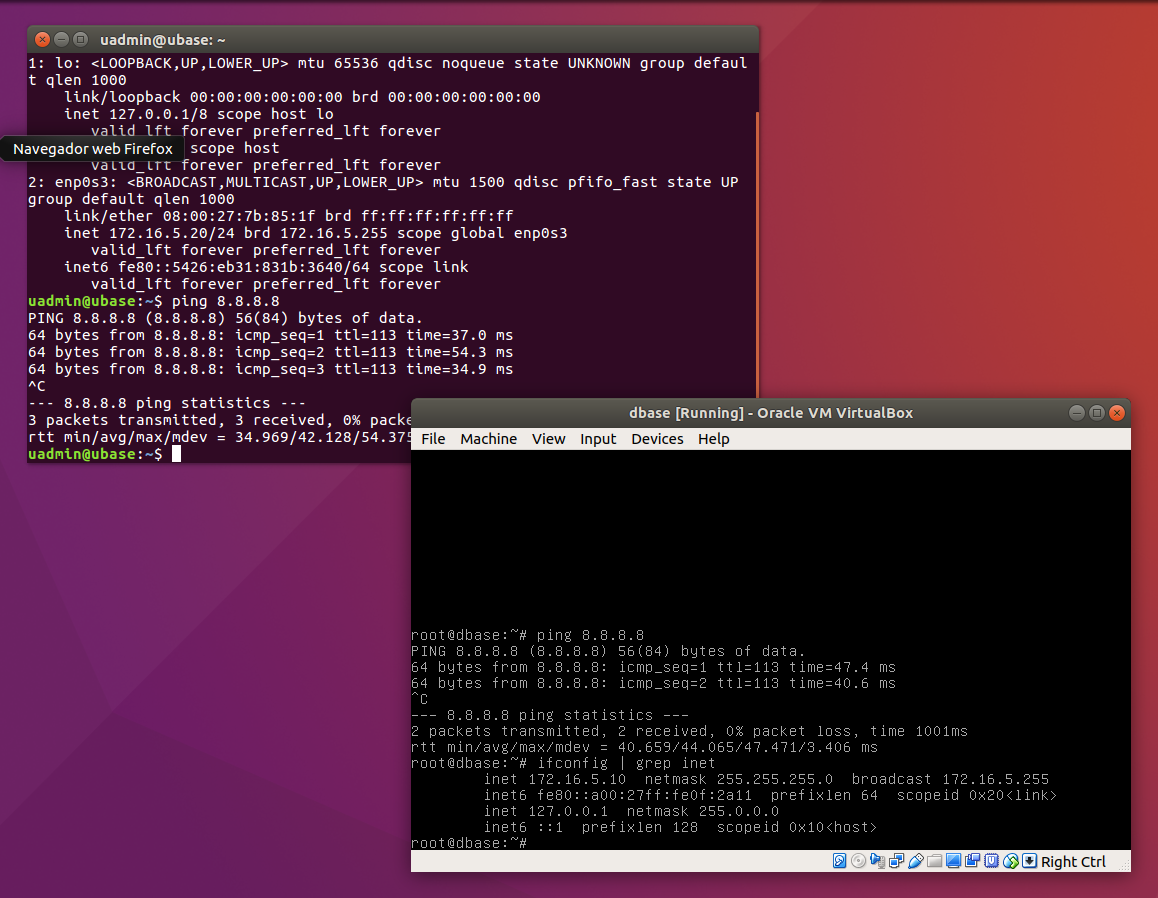 uadmin@ubase: ~
1: lo: <LOOPBACK,UP,LOWER_UP> mtu 65536 qdisc noqueue state UNKNOWN group defaul
t qlen 1000
    link/loopback 00:00:00:00:00:00 brd 00:00:00:00:00:00
    inet 127.0.0.1/8 scope host lo
       valid_lft forever preferred_lft forever
Navegador web Firefox
scope host
       valid_lft forever preferred_lft forever
2: enp0s3: <BROADCAST,MULTICAST,UP,LOWER_UP> mtu 1500 qdisc pfifo_fast state UP
group default qlen 1000
    link/ether 08:00:27:7b:85:1f brd ff:ff:ff:ff:ff:ff
    inet 172.16.5.20/24 brd 172.16.5.255 scope global enp0s3
       valid_lft forever preferred_lft forever
    inet6 fe80::5426:eb31:831b:3640/64 scope link
       valid_lft forever preferred_lft forever
uadmin@ubase:~$ ping 8.8.8.8
PING 8.8.8.8 (8.8.8.8) 56(84) bytes of data.
64 bytes from 8.8.8.8: icmp_seq=1 ttl=113 time=37.0 ms
64 bytes from 8.8.8.8: icmp_seq=2 ttl=113 time=54.3 ms
64 bytes from 8.8.8.8: icmp_seq=3 ttl=113 time=34.9 ms
^C
--- 8.8.8.8 ping statistics ---
3 packets transmitted, 3 received, 0% packe
rtt min/avg/max/mdev = 34.969/42.128/54.375
uadmin@ubase:~$
dbase [Running] - Oracle VM VirtualBox
File Machine View Input Devices Help
root@dbase:~# ping 8.8.8.8
PING 8.8.8.8 (8.8.8.8) 56(84) bytes of data.
64 bytes from 8.8.8.8: icmp_seq=1 ttl=113 time=47.4 ms
64 bytes from 8.8.8.8: icmp_seq=2 ttl=113 time=40.6 ms
^C
--- 8.8.8.8 ping statistics ---
2 packets transmitted, 2 received, 0% packet loss, time 1001ms
rtt min/avg/max/mdev = 40.659/44.065/47.471/3.406 ms
root@dbase:~# ifconfig | grep inet
        inet 172.16.5.10  netmask 255.255.255.0  broadcast 172.16.5.255
        inet6 fe80::a00:27ff:fe0f:2a11  prefixlen 64  scopeid 0x20<link>
        inet 127.0.0.1  netmask 255.0.0.0
        inet6 ::1  prefixlen 128  scopeid 0x10<host>
root@dbase:~#
Right Ctrl